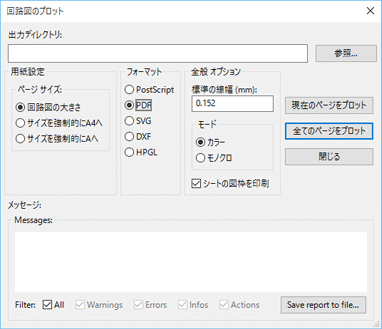 回路図のプロット
出力ディレクトリ:
参照...
用紙設定
ページ サイズ:
回路図の大きさ
サイズを強制的にA4へ
サイズを強制的にAへ
フォーマット
PostScript
PDF
SVG
DXF
HPGL
全般 オプション
標準の線幅 (mm):
0.152
モード
カラー
モノクロ
シートの図枠を印刷
現在のページをプロット
全てのページをプロット
閉じる
メッセージ:
Messages:
Filter: All Warnings Errors Infos Actions Save report to file...